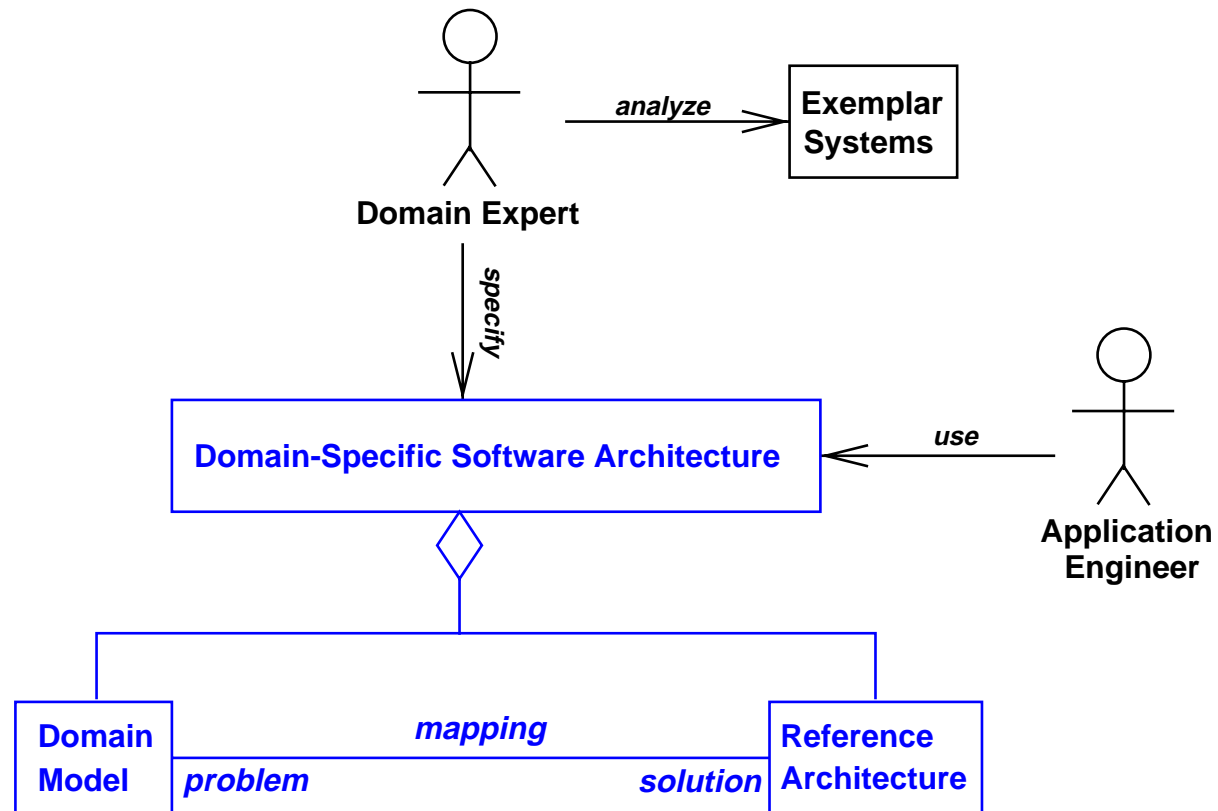 analyze
Exemplar
Systems
Domain Expert
specify
Domain-Specific Software Architecture
use
Application
Engineer
Domain
Model
mapping
problem
solution
Reference
Architecture